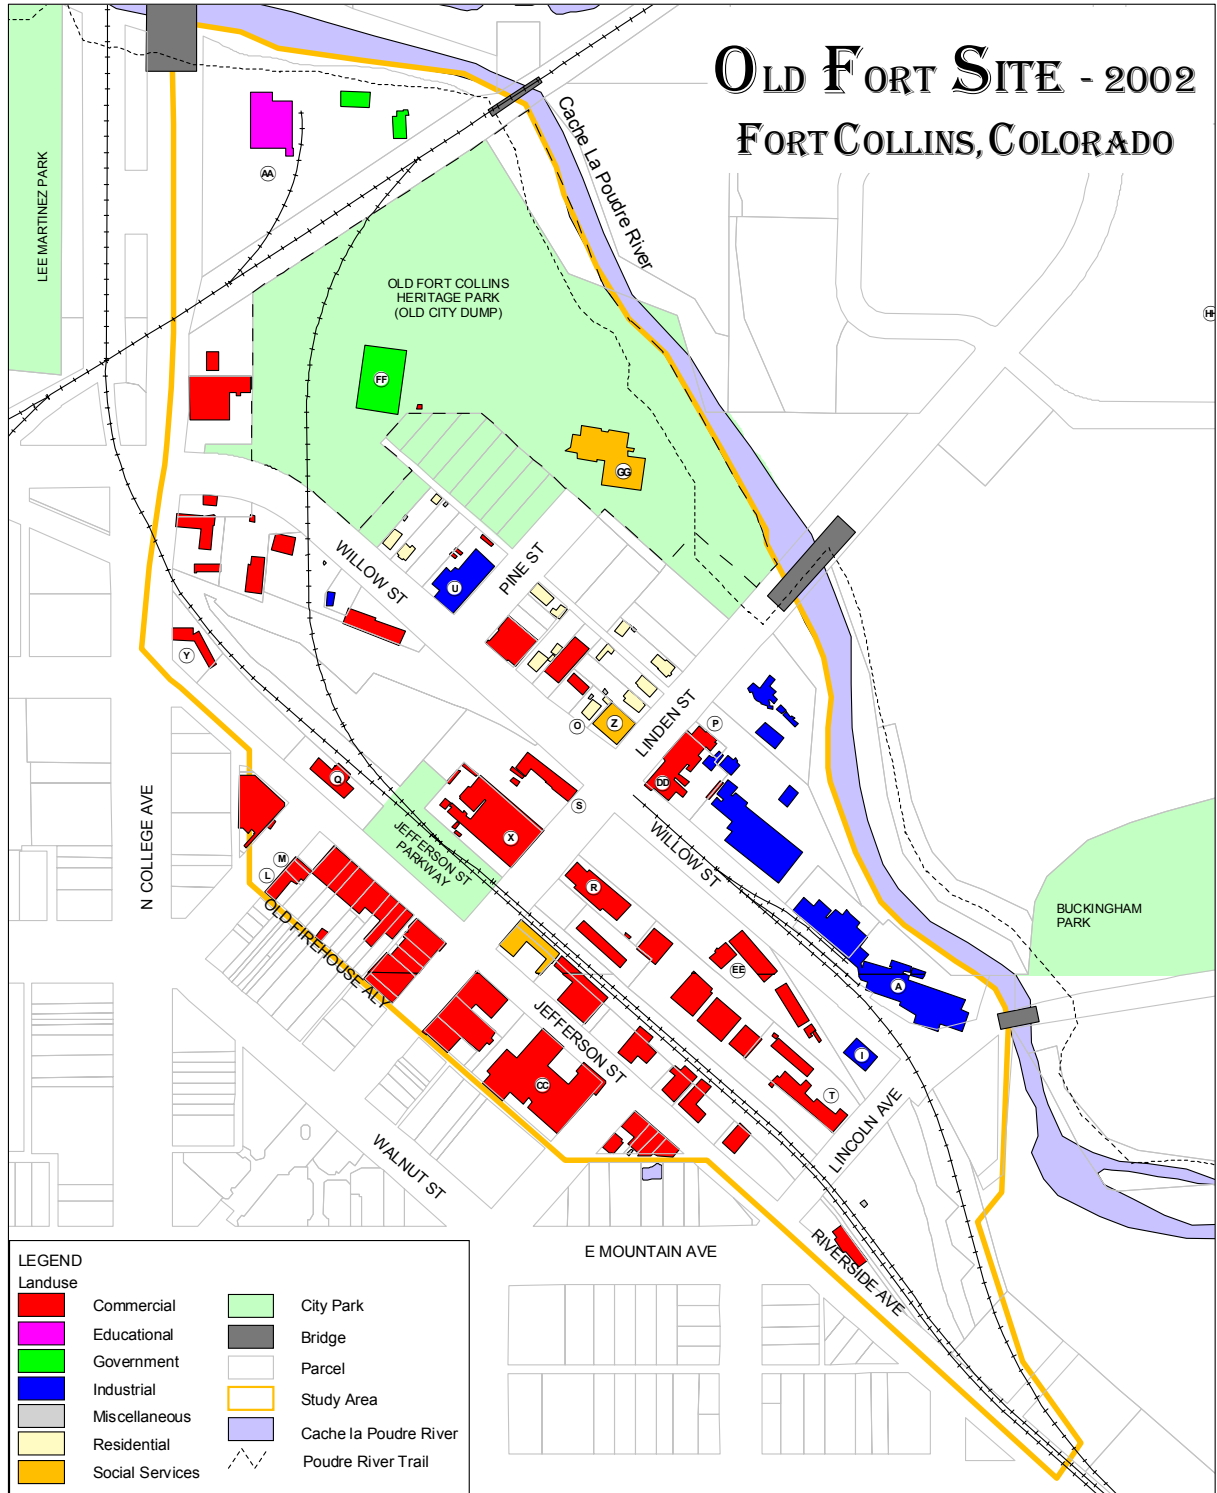 OLD FORT SITE - 2002
FORT COLLINS, COLORADO
Cache La Poudre River
LEE MARTINEZ PARK
AA
OLD FORT COLLINS
HERITAGE PARK
(OLD CITY DUMP)
HH
FF
GG
WILLOW ST
PINE ST
U
Y
O
Z
LINDEN ST
P
DD
Q
S
X
JEFFERSON ST
PARKWAY
WILLOW ST
N COLLEGE AVE
M
L
R
OLD FIREHOUSE ALY
BUCKINGHAM
PARK
EE
A
JEFFERSON ST
I
CC
T
LINCOLN AVE
WALNUT ST
E MOUNTAIN AVE
RIVERSIDE AVE
LEGEND
Landuse
Commercial
Educational
Government
Industrial
Miscellaneous
Residential
Social Services
City Park
Bridge
Parcel
Study Area
Cache la Poudre River
Poudre River Trail